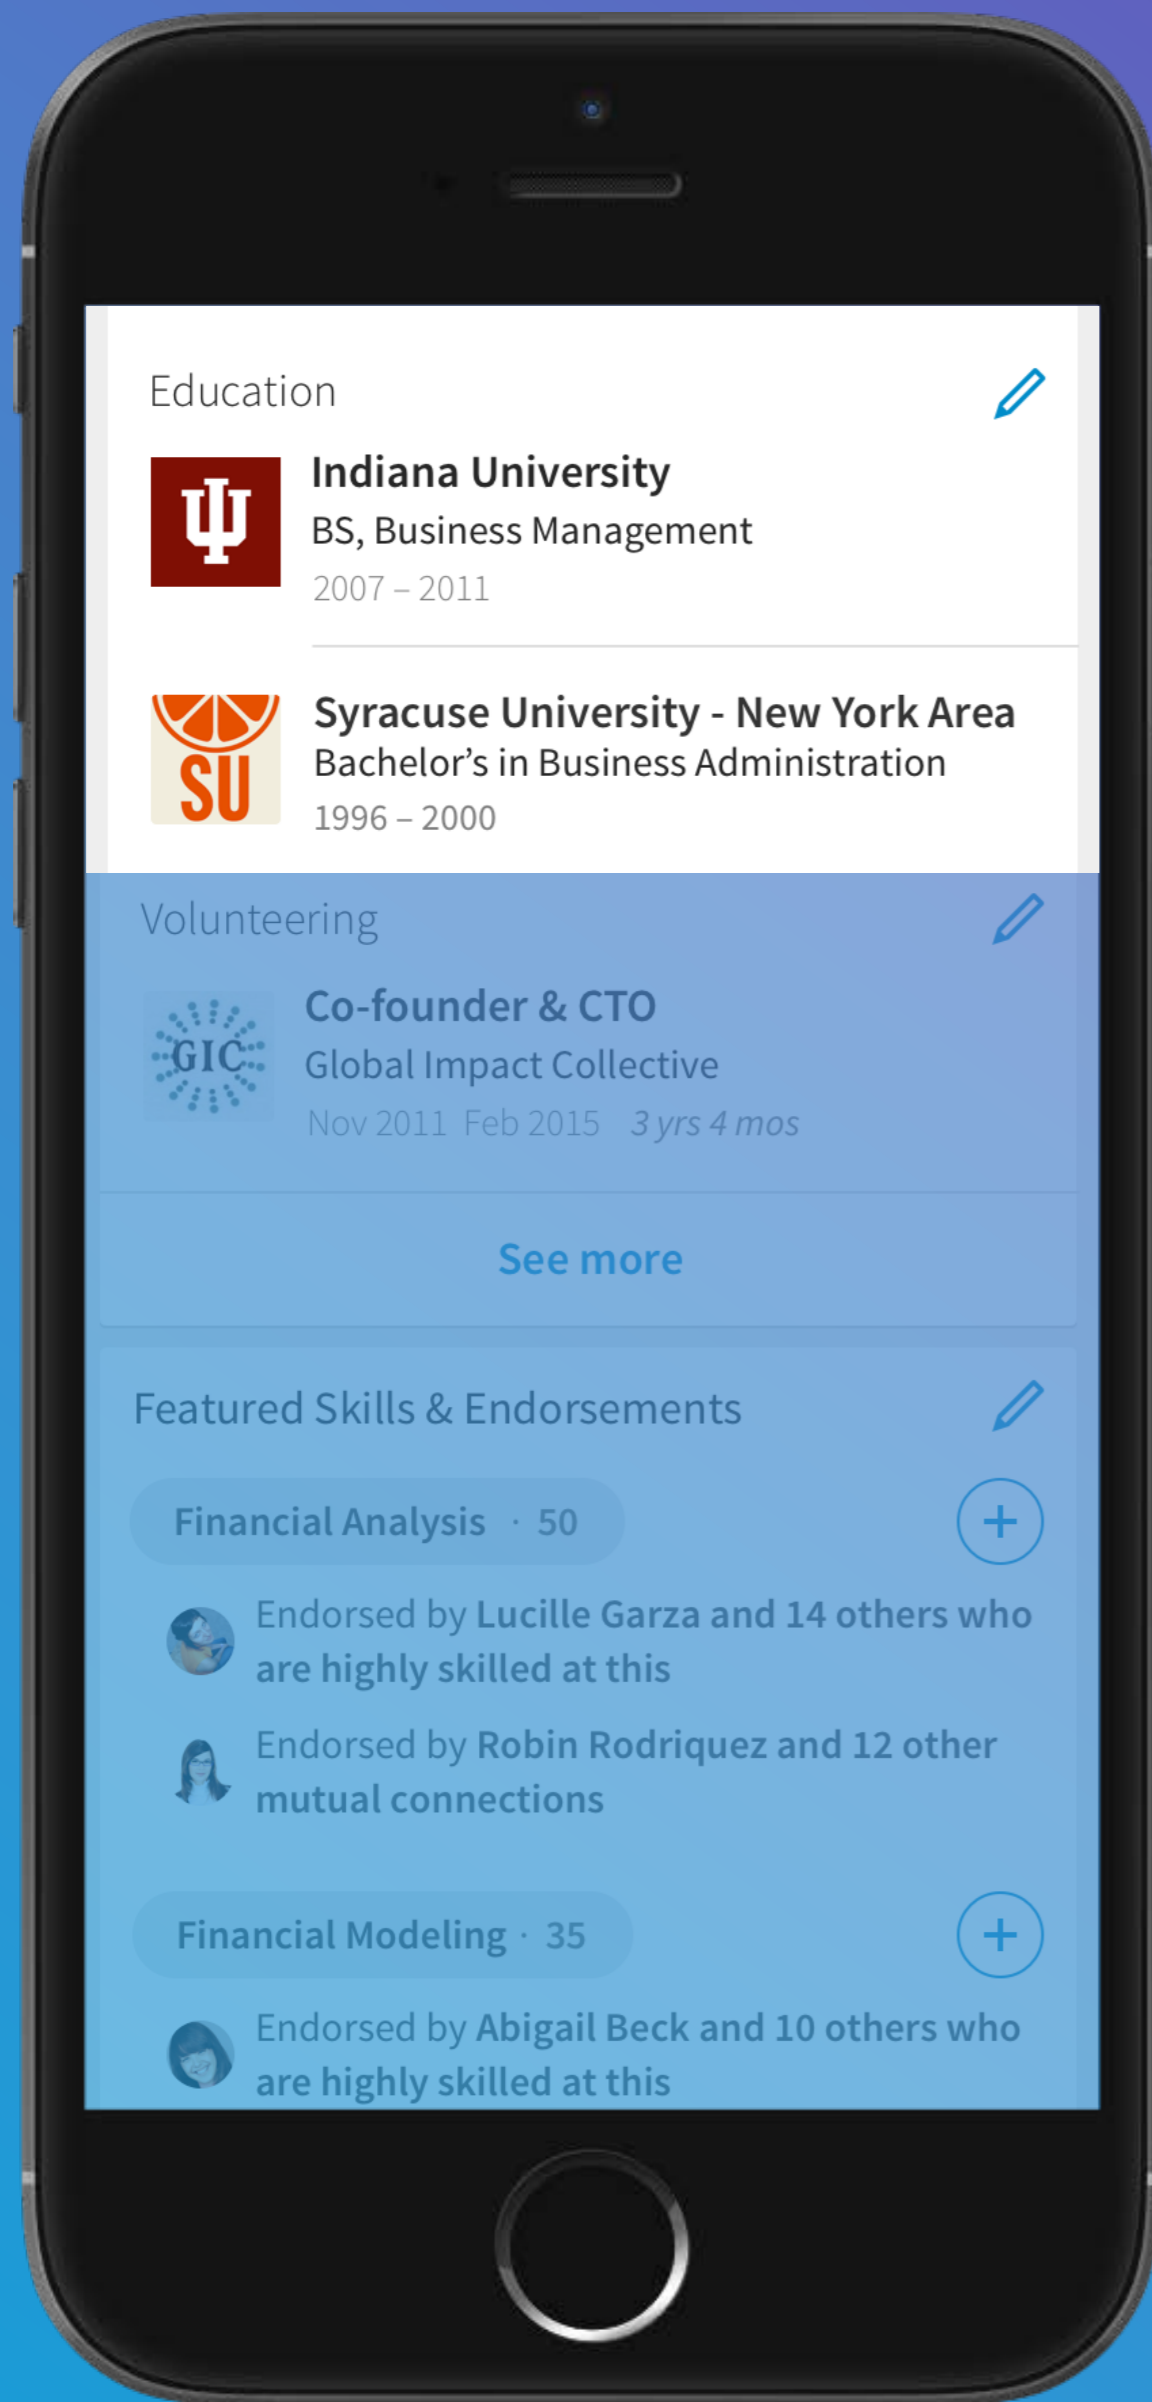 Education
Indiana University
BS, Business Management
2007 – 2011
Syracuse University - New York Area
SU
Bachelor’s in Business Administration
1996 – 2000
Volunteering
Co-founder & CTO
GIC
Global Impact Collective
Nov 2011 Feb 2015 3 yrs 4 mos
See more
Featured Skills & Endorsements
Financial Analysis · 50
+
Endorsed by Lucille Garza and 14 others who
are highly skilled at this
Endorsed by Robin Rodriquez and 12 other
mutual connections
Financial Modeling · 35
+
Endorsed by Abigail Beck and 10 others who
are highly skilled at this